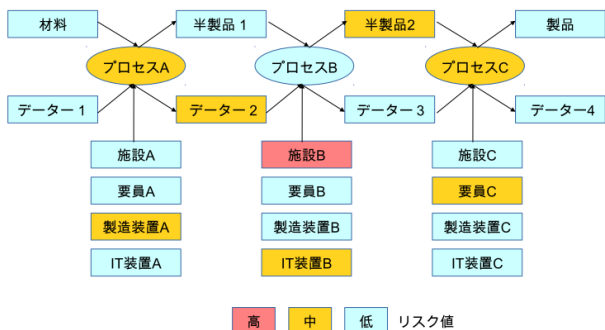 材料
半製品 1
半製品2
製品
プロセスA
プロセスB
プロセスC
データー 1
データー 2
データー 3
データー4
施設A
施設B
施設C
要員A
要員B
要員C
製造装置A
製造装置B
製造装置C
IT装置A
IT装置B
IT装置C
高
中
低
リスク値